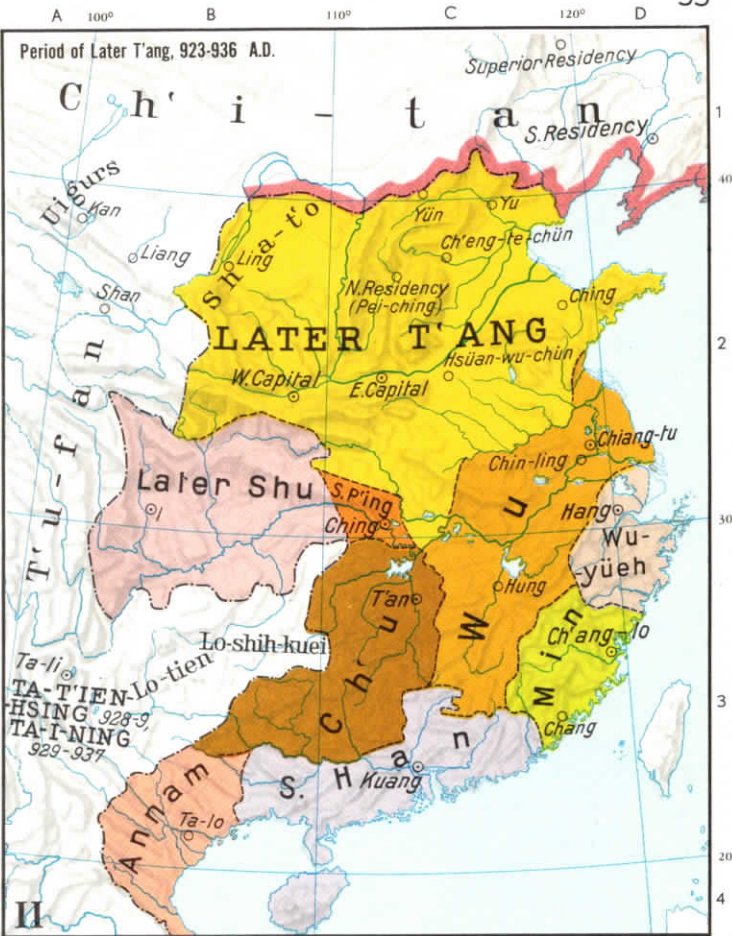 A 100° B 110° C 120° D
Period of Later T'ang, 923-936 A.D.
Superior Residency
Ch'i-tan
1
S. Residency
40
Uigurs
Kan
Yün
Yu
Sha-t'o
Ch'eng-te-chün
Liang
Ling
N. Residency
(Pei-ching)
Shan
Ching
LATER T'ANG
2
Hsüan-wu-chün
W. Capital
E. Capital
T'u-fan
Chiang-tu
Chin-ling
Later Shu
S. P'ing
I
Ching
Hang
30
Wu-
yüeh
Wu
T'an
Hung
Chu
Min
Ch'ang-lo
Lo-shih-kuei
Lo-tien
Ta-li
TA-T'IEN-
-HSING 928-9,
TA-I-NING
929-937
3
Chang
S. Han
Kuang
Annam
Ta-lo
20
4
II